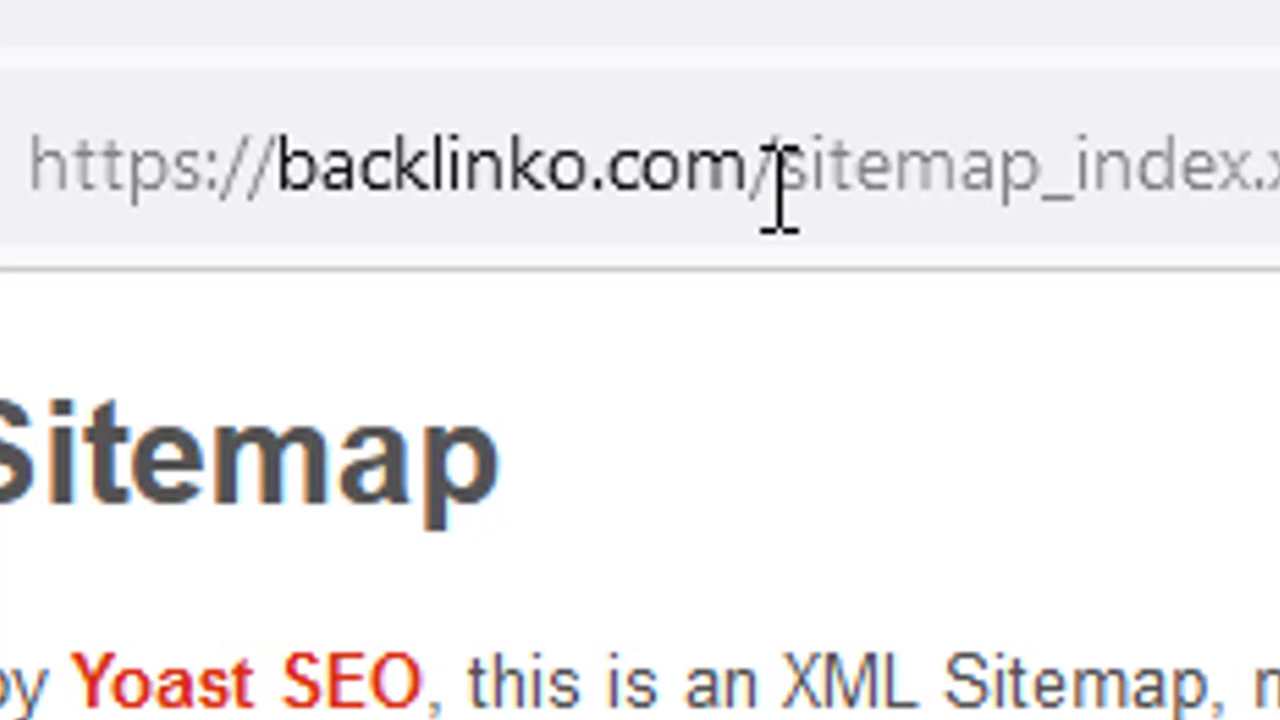 https://backlinko.com/sitemap_index.x
Sitemap
by Yoast SEO, this is an XML Sitemap,